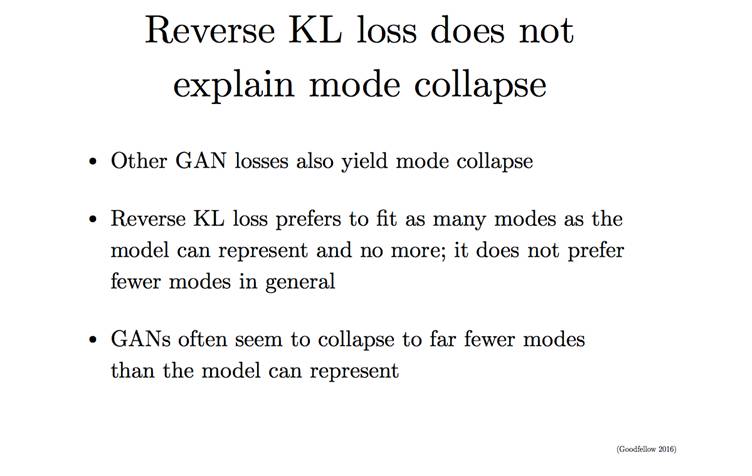 Reverse KL loss does not
explain mode collapse
• Other GAN losses also yield mode collapse
• Reverse KL loss prefers to fit as many modes as the
model can represent and no more; it does not prefer
fewer modes in general
• GANs often seem to collapse to far fewer modes
than the model can represent
(Goodfellow 2016)